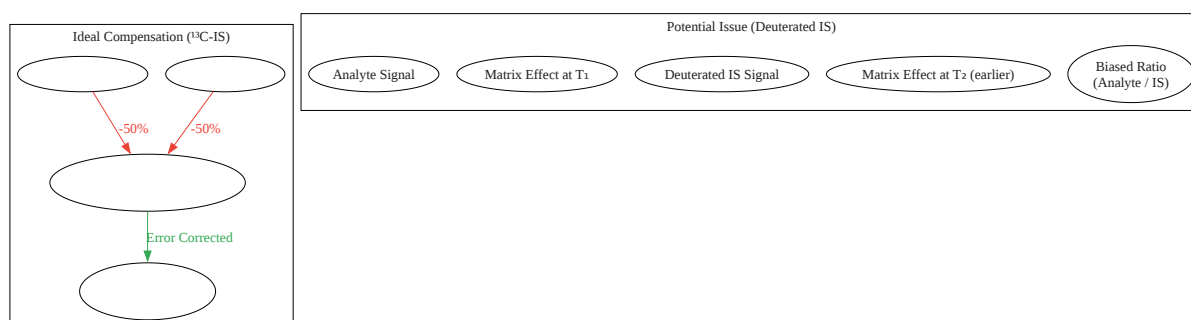 Ideal Compensation (¹³C-IS)
-50%
-50%
Error Corrected
Potential Issue (Deuterated IS)
Analyte Signal
Matrix Effect at T₁
Deuterated IS Signal
Matrix Effect at T₂ (earlier)
Biased Ratio
(Analyte / IS)